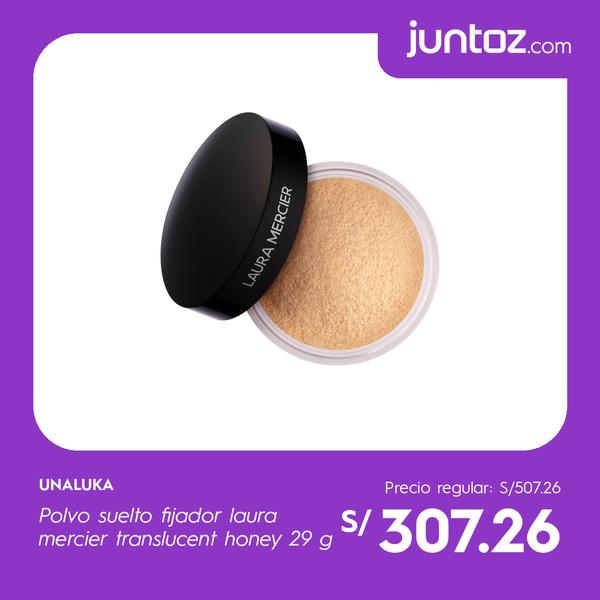 juntoz.com
LAURA MERCIER
UNALUKA
Polvo suelto fijador laura
mercier translucent honey 29 g
Precio regular: S/507.26
S/ 307.26